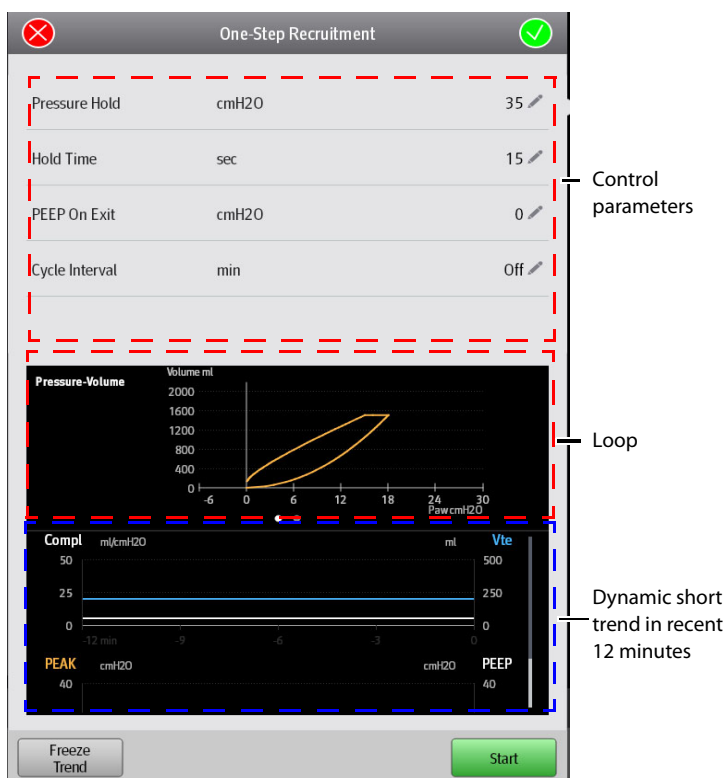 One-Step Recruitment
Pressure Hold cmH2O 35
Hold Time sec 15
PEEP On Exit cmH2O 0
Cycle Interval min Off
Control
parameters
Pressure-Volume
Volume ml
2000
1600
1200
800
400
0
-6 0 6 12 18 24 30
Paw cmH2O
Loop
Compl ml/cmH2O ml Vte
50 500
25 250
0 0
-12 min -9 -6 -3 0
PEAK cmH2O cmH2O PEEP
40 40
Dynamic short
trend in recent
12 minutes
Freeze
Trend
Start